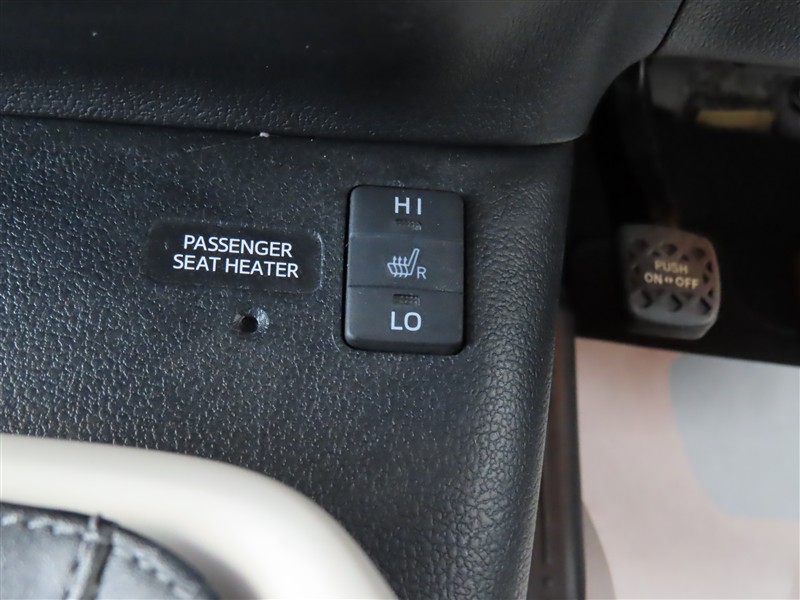 PASSENGER
SEAT HEATER
HI
R
LO
PUSH
ON↔OFF